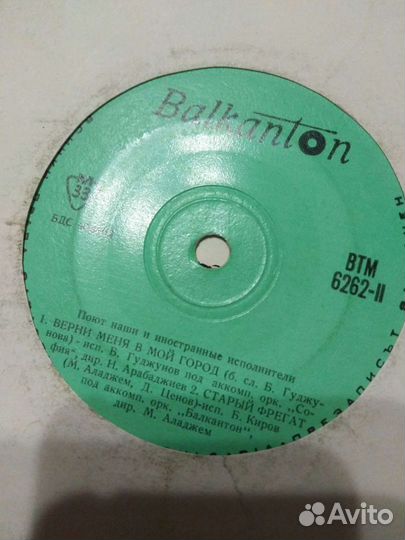 Balkanton
33
БДС
ВТМ
6262-II
Поют наши и иностранные исполнители
1. ВЕРНИ МЕНЯ В МОЙ ГОРОД (б. сл. Б. Гуджу-
нова) - исп. Б. Гуджунов под аккомп. орк. „Со-
фия", дир. Н. Арабаджиев 2. СТАРЫЙ ФРЕГАТ
(М. Аладжем, Д. Ценов)-исп. Б. Киров
под аккомп. орк. „Балкантон",
дир. М. Аладжем
Avito